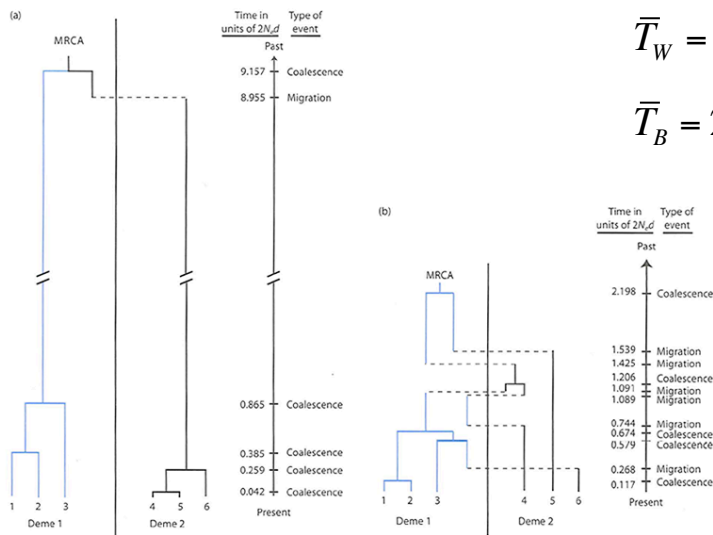 (a)
Time in Type of
units of 2Nₑd event
Past
MRCA
9.157 Coalescence
8.955 Migration
0.865 Coalescence
0.385 Coalescence
0.259 Coalescence
0.042 Coalescence
Present
1 2 3 4 5 6
Deme 1 Deme 2
T̅_W =
T̅_B =
(b)
Time in Type of
units of 2Nₑd event
Past
MRCA
2.198 Coalescence
1.539 Migration
1.425 Migration
1.206 Coalescence
1.091 Migration
1.089 Migration
0.744 Migration
0.674 Coalescence
0.579 Coalescence
0.268 Migration
0.117 Coalescence
Present
1 2 3 4 5 6
Deme 1 Deme 2